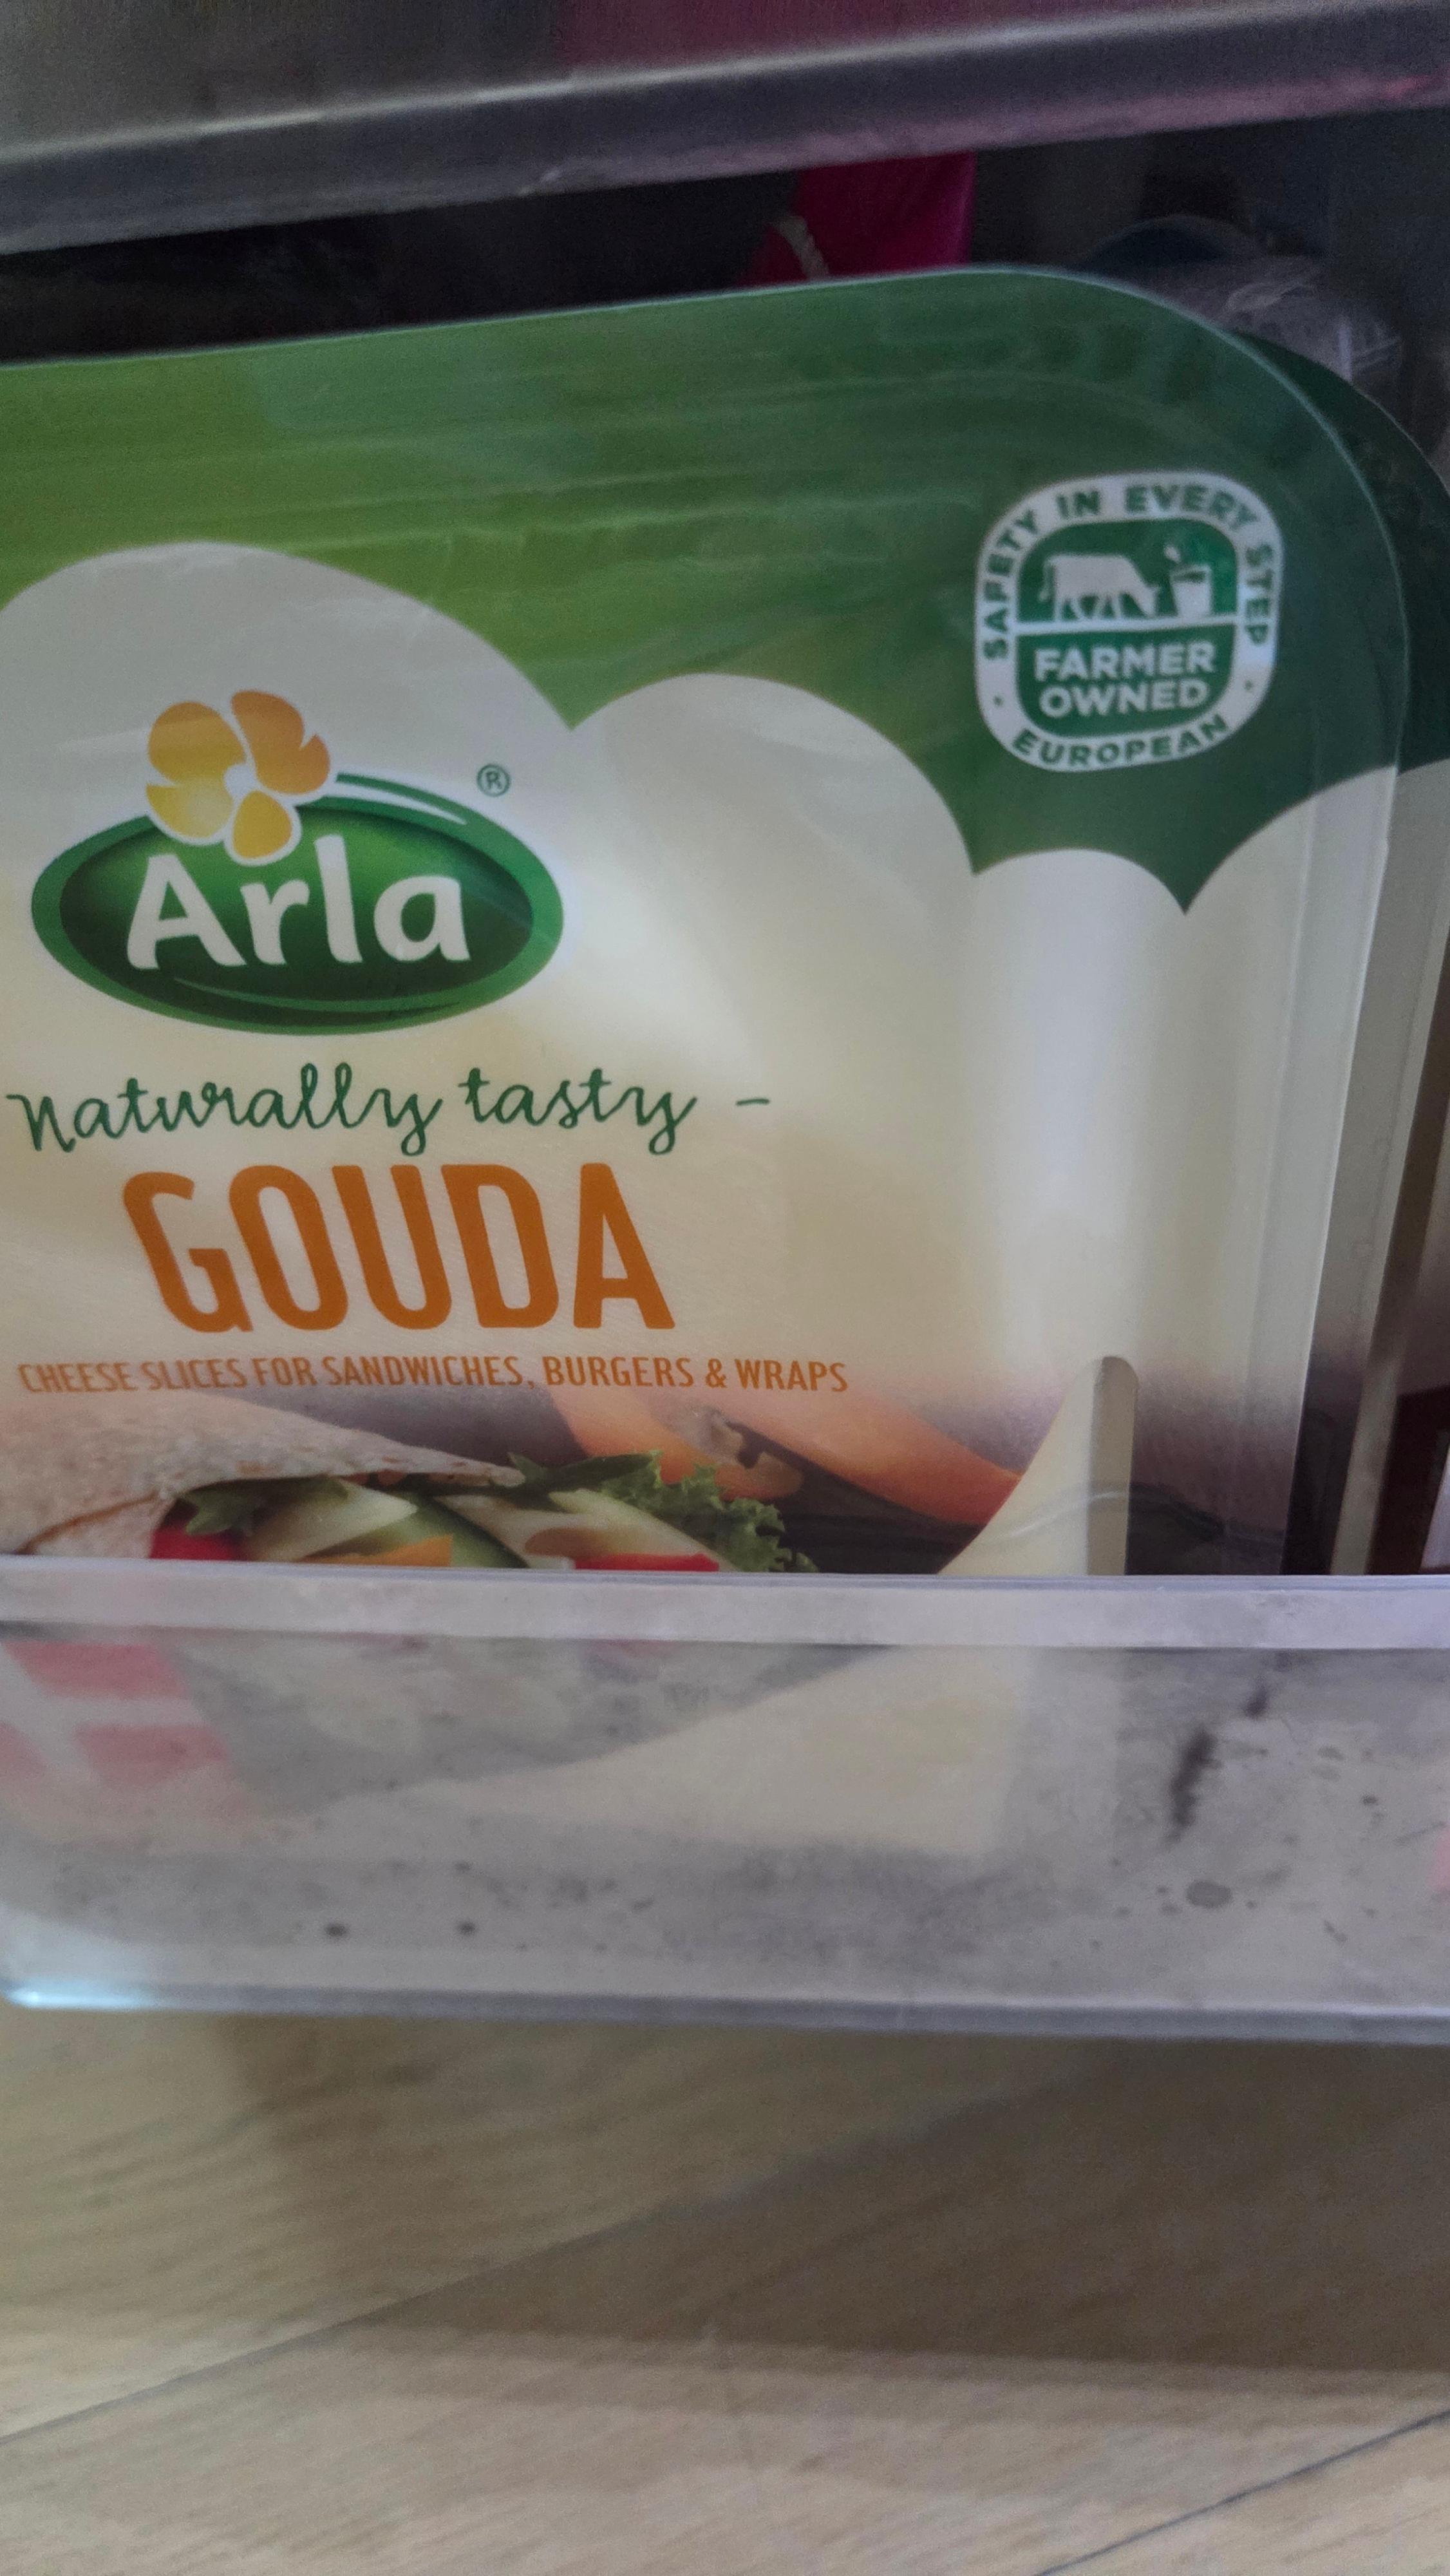 SAFETY IN EVERY STEP
FARMER
OWNED
· EUROPEAN ·
Arla®
naturally tasty -
GOUDA
CHEESE SLICES FOR SANDWICHES, BURGERS & WRAPS